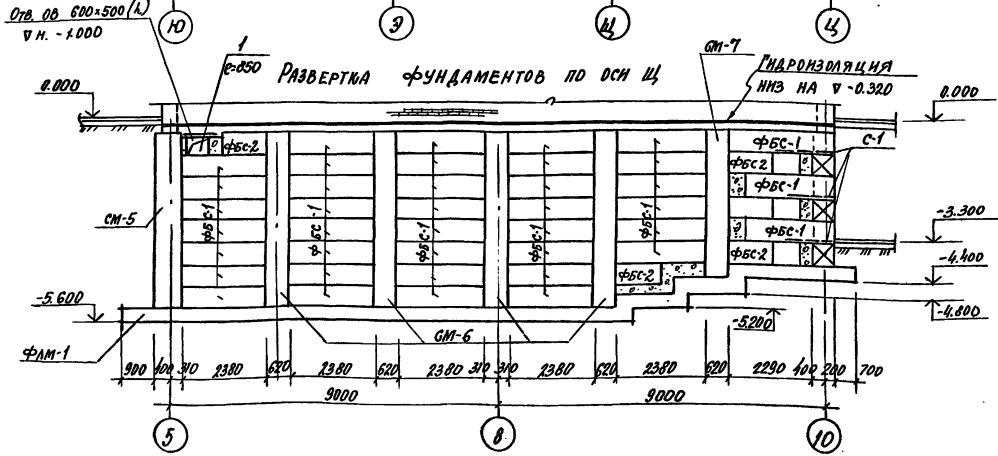 Отв. ов 600×500(h)
∇ н. -1.000
Ю
Э
Щ
Ц
1
ℓ=850
Развертка фундаментов по оси Щ
СМ-7
Гидроизоляция
низ на ∇ -0.320
0.000
0.000
ФБС-2
ФБС-1
С-1
ФБС2
ФБС-1
СМ-5
ФБС-1
ФБС-1
ФБС-1
ФБС-1
ФБС-1
ФБС-1
ФБС-2
-3.300
-4.400
ФБС-2
-5.600
-4.800
-5.200
СМ-6
ФЛМ-1
900 400 310 2380 620 2380 620 2380 310 310 2380 620 2380 620 2290 400 200 700
9000 9000
5
8
10